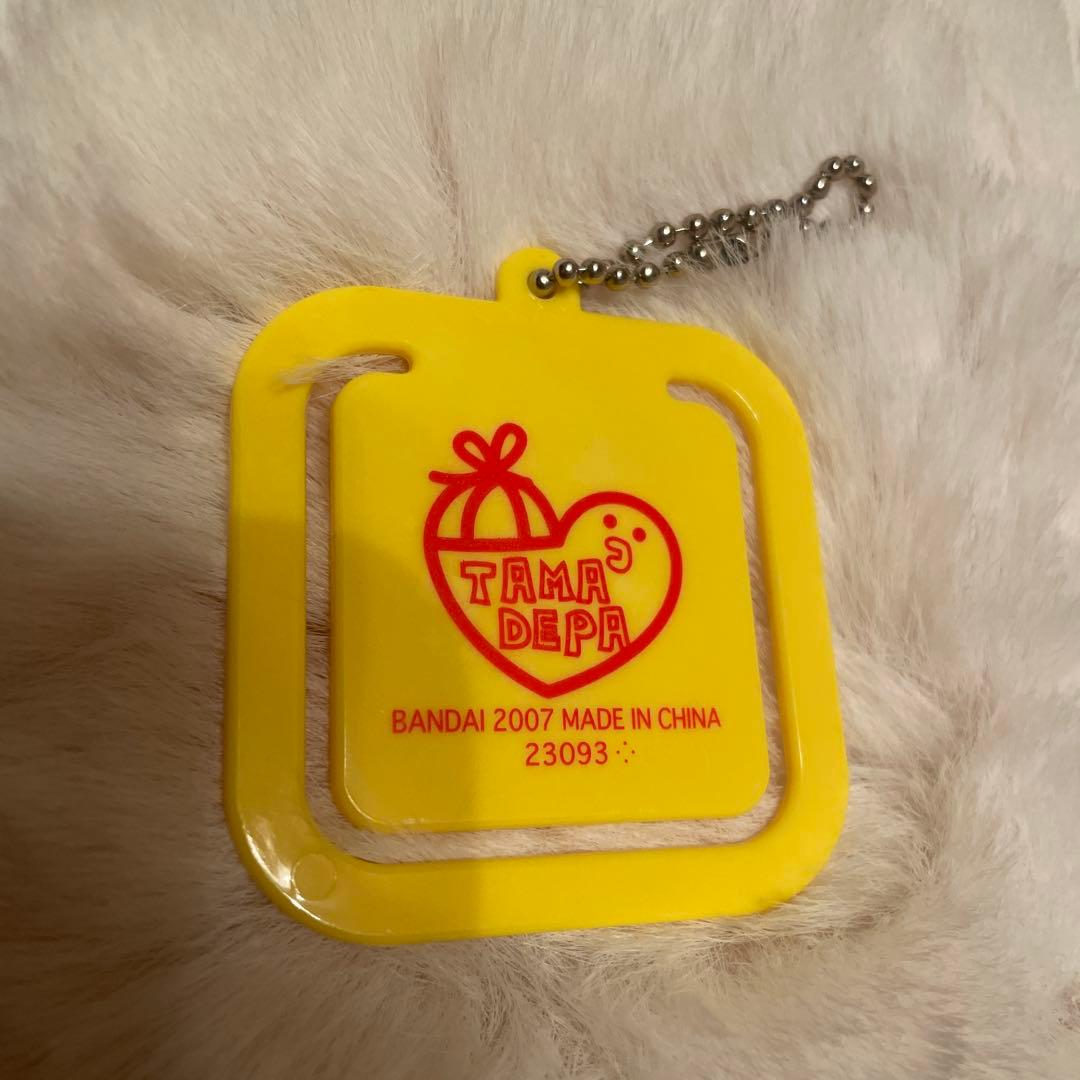 TAMA
DEPA
BANDAI 2007 MADE IN CHINA
23093